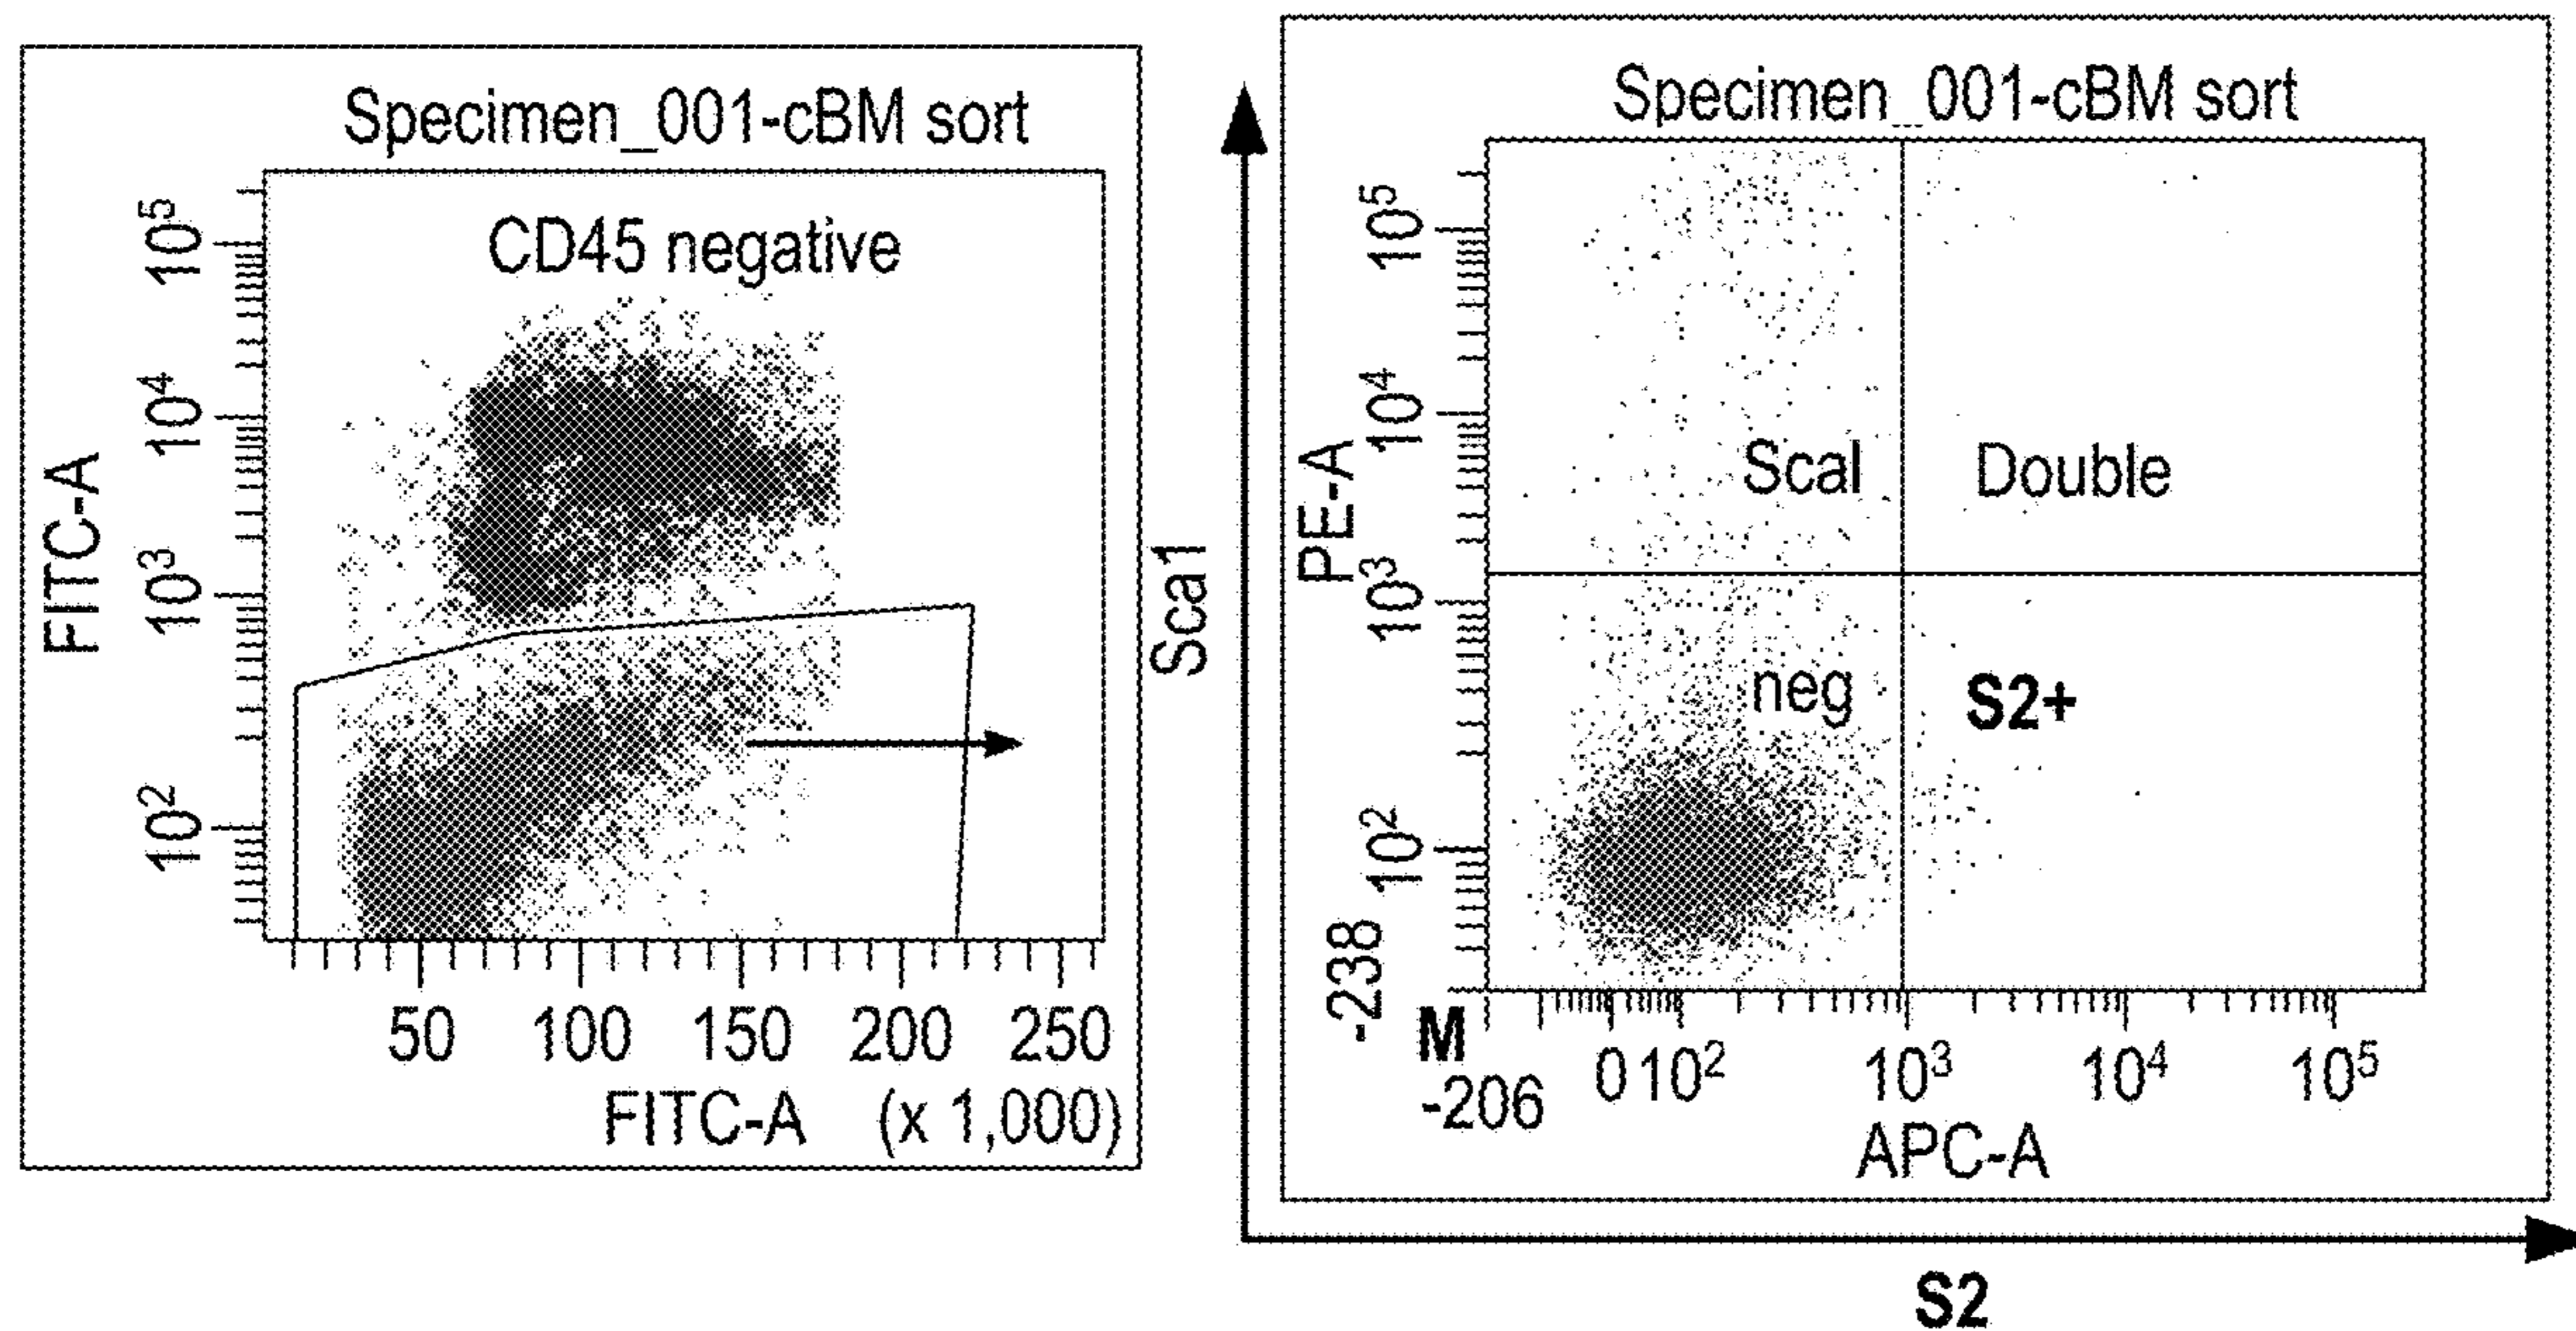 Specimen_001-cBM sort
CD45 negative
FITC-A
10⁵
10⁴
10³
10²
50 100 150 200 250
FITC-A (x 1,000)
Sca1
Specimen_001-cBM sort
PE-A
10⁵
10⁴
10³
10²
-238
Scal Double
neg S2+
M
-206 0 10² 10³ 10⁴ 10⁵
APC-A
S2